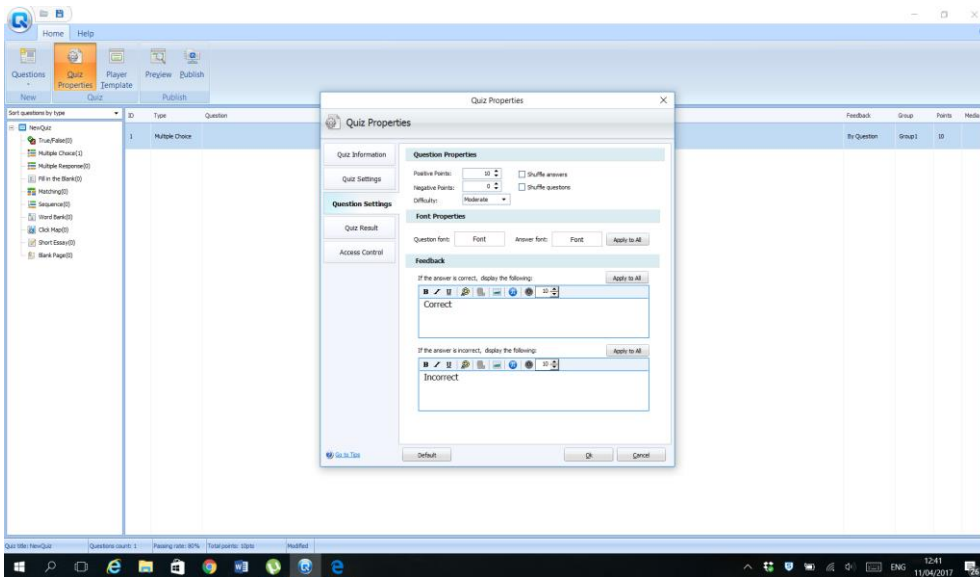 Home Help
Questions Quiz Properties Player Template Preview Publish
New Quiz Publish
Sort questions by type
ID Type Question Feedback Group Points Media
NewQuiz
True/False(0)
Multiple Choice(1)
Multiple Response(0)
Fill in the Blank(0)
Matching(0)
Sequence(0)
Word Bank(0)
Click Map(0)
Short Essay(0)
Blank Page(0)
1 Multiple Choice By Question Group1 10
Quiz Properties
Quiz Properties
Quiz Information
Quiz Settings
Question Settings
Quiz Result
Access Control
Question Properties
Positive Points: 10 Shuffle answers
Negative Points: 0 Shuffle questions
Difficulty: Moderate
Font Properties
Question font: Font Answer font: Font Apply to All
Feedback
If the answer is correct, display the following: Apply to All
B I U 10
Correct
If the answer is incorrect, display the following: Apply to All
B I U 10
Incorrect
Go to Tips Default Ok Cancel
Quiz title: NewQuiz Questions count: 1 Passing rate: 80% Total points: 10pts Modified
ENG 12:41
11/04/2017